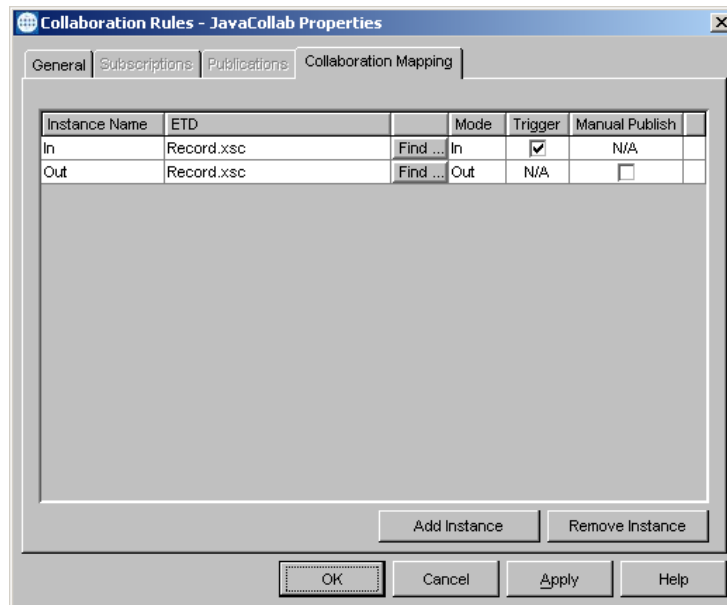 Collaboration Rules - JavaCollab Properties
General Subscriptions Publications Collaboration Mapping
Instance Name ETD Mode Trigger Manual Publish
In Record.xsc Find ... In N/A
Out Record.xsc Find ... Out N/A
Add Instance Remove Instance
OK Cancel Apply Help